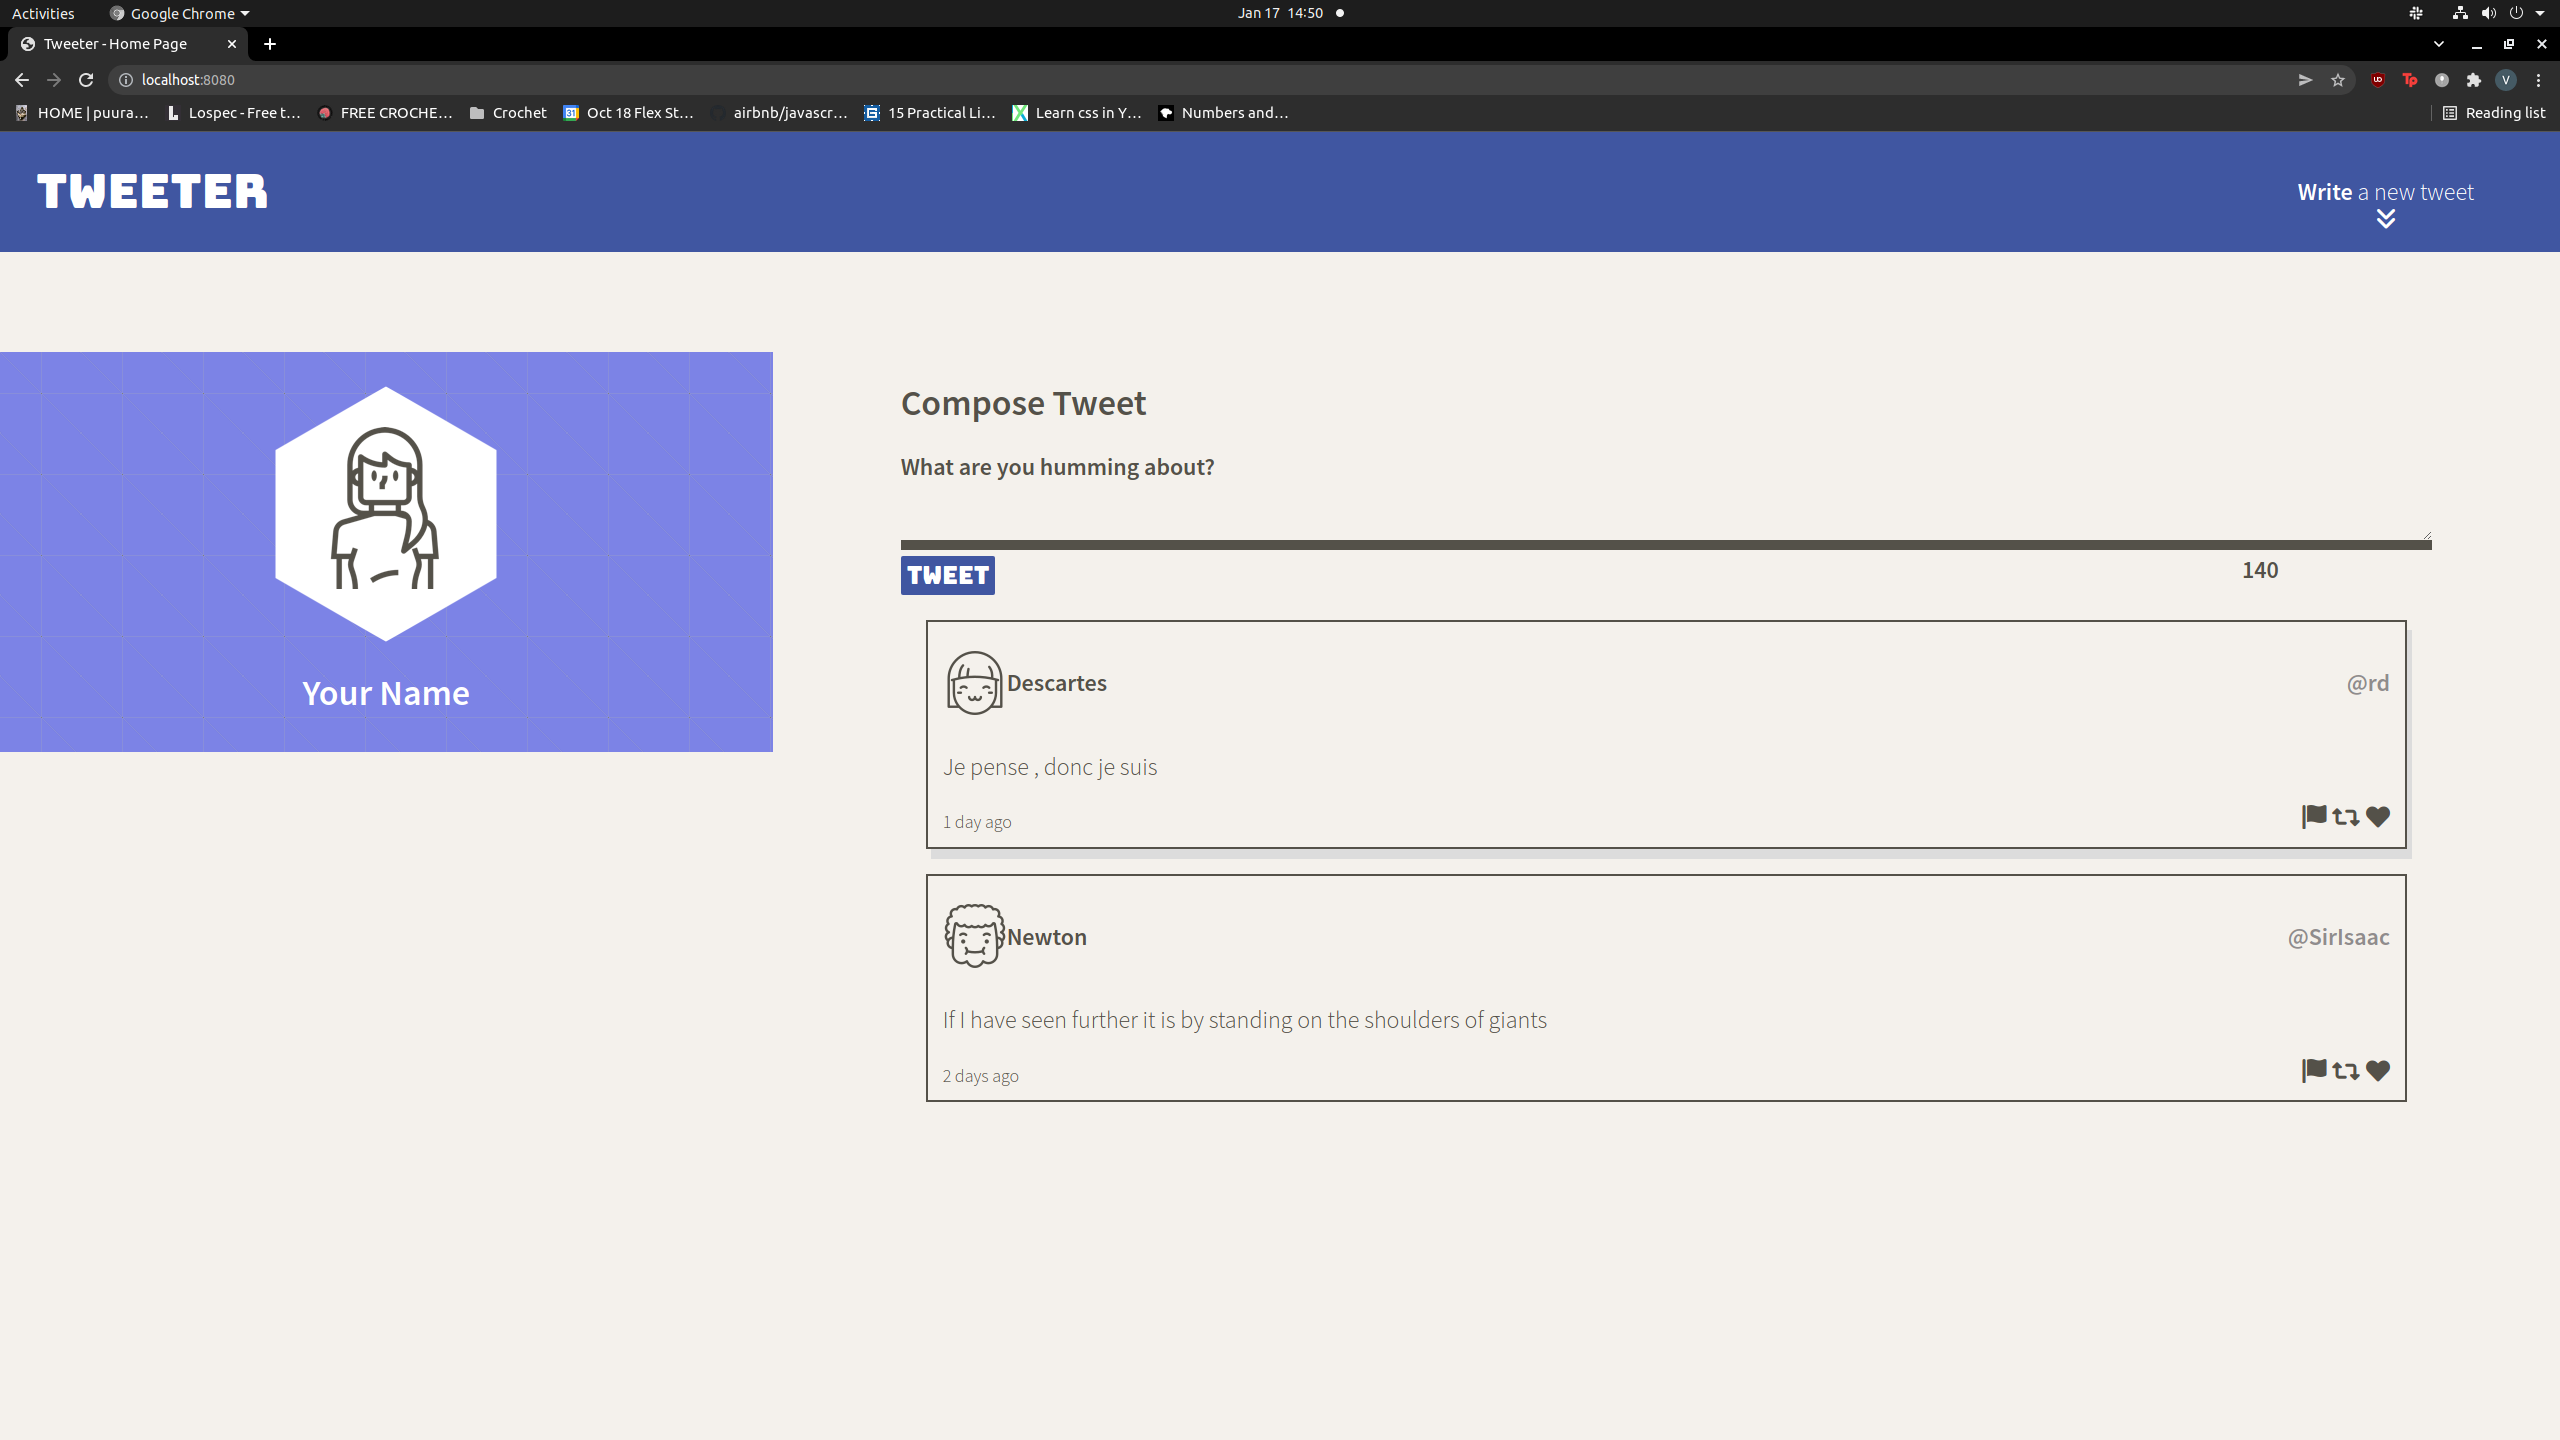 Activities
Google Chrome
Jan 17 14:50
Tweeter - Home Page
localhost:8080
HOME | puura...
Lospec - Free t...
FREE CROCHE...
Crochet
Oct 18 Flex St...
airbnb/javascr...
15 Practical Li...
Learn css in Y...
Numbers and...
Reading list
TWEETER
Write a new tweet
Your Name
Compose Tweet
What are you humming about?
TWEET
140
Descartes
@rd
Je pense , donc je suis
1 day ago
Newton
@SirIsaac
If I have seen further it is by standing on the shoulders of giants
2 days ago